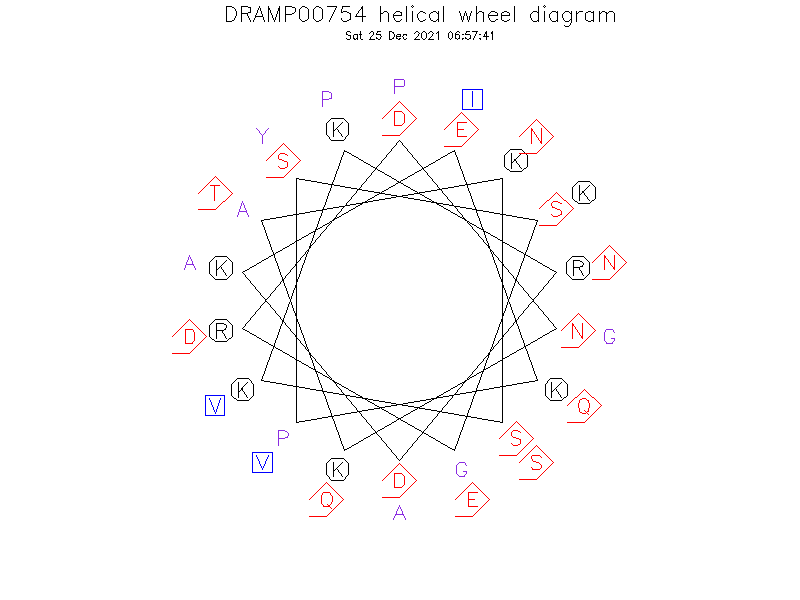 DRAMP00754 helical wheel diagram
Sat 25 Dec 2021 06:57:41
P
P I
K D E N
Y S K K
T A S
A K R N
D R N G
V K K Q
P S
V K G S
Q D E
A